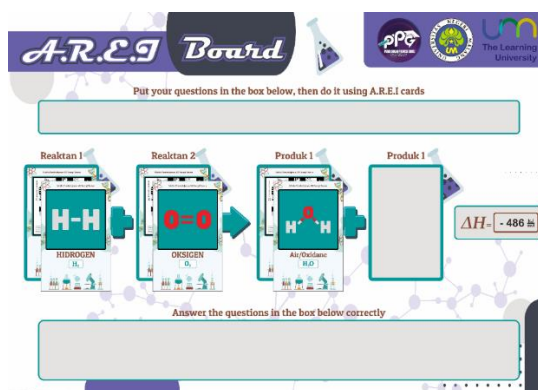 A.R.E.I Board
PPG
UM
The Learning
University
Put your questions in the box below, then do it using A.R.E.I cards
Reaktan 1
Reaktan 2
Produk 1
Produk 1
H-H
O=O
O
H H
ΔH= - 486
HIDROGEN
OKSIGEN
Air/Oxidane
H₂
O₂
H₂O
Answer the questions in the box below correctly